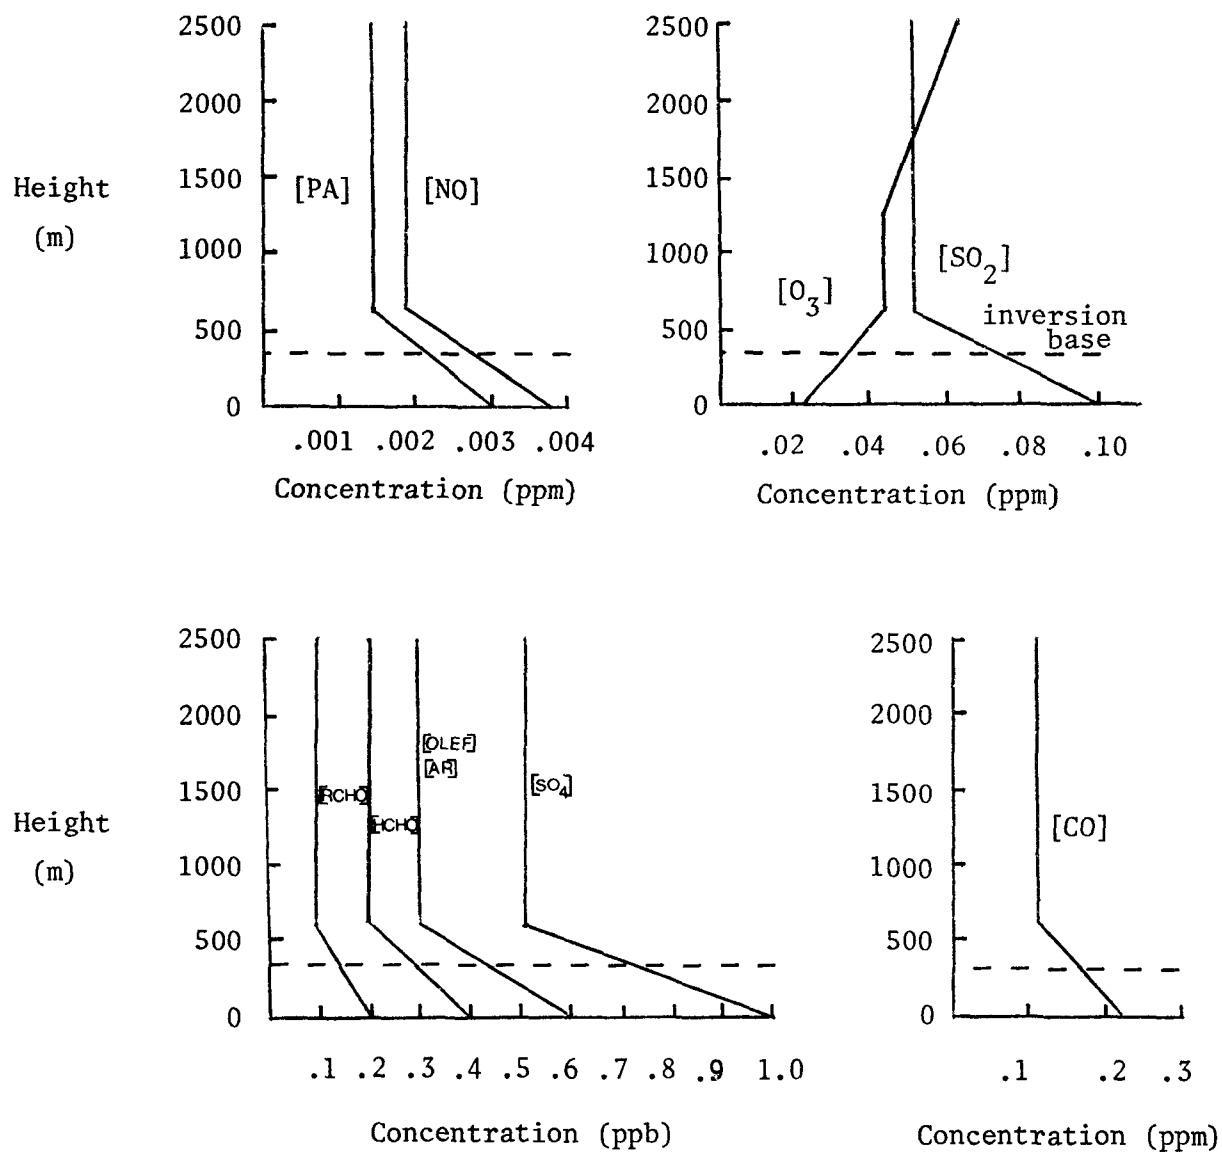 2500
2000
1500
1000
500
0
Height
(m)
[PA]
[NO]
.001 .002 .003 .004
Concentration (ppm)
2500
2000
1500
1000
500
0
[O3]
[SO2]
inversion
base
.02 .04 .06 .08 .10
Concentration (ppm)
2500
2000
1500
1000
500
0
Height
(m)
[RCHO]
[HCHO]
[OLEF]
[AR]
[SO4]
.1 .2 .3 .4 .5 .6 .7 .8 .9 1.0
Concentration (ppb)
2500
2000
1500
1000
500
0
[CO]
.1 .2 .3
Concentration (ppm)